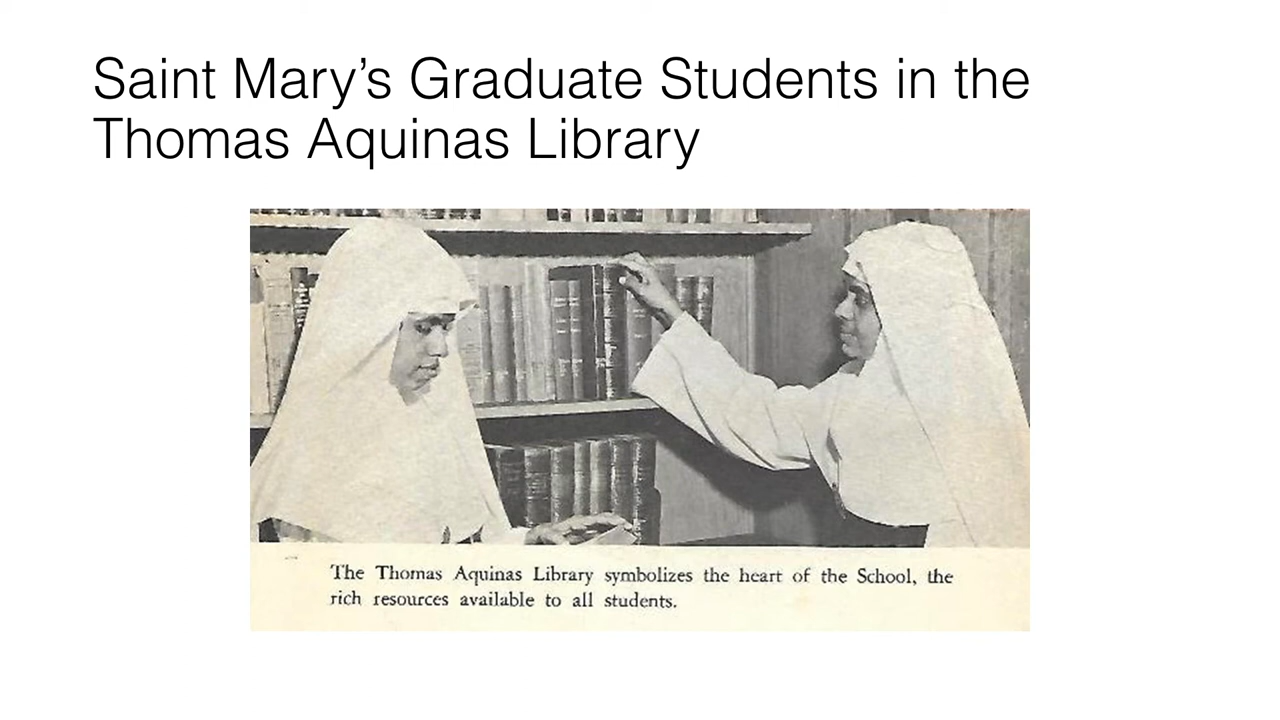 Saint Mary’s Graduate Students in the
Thomas Aquinas Library
The Thomas Aquinas Library symbolizes the heart of the School, the
rich resources available to all students.